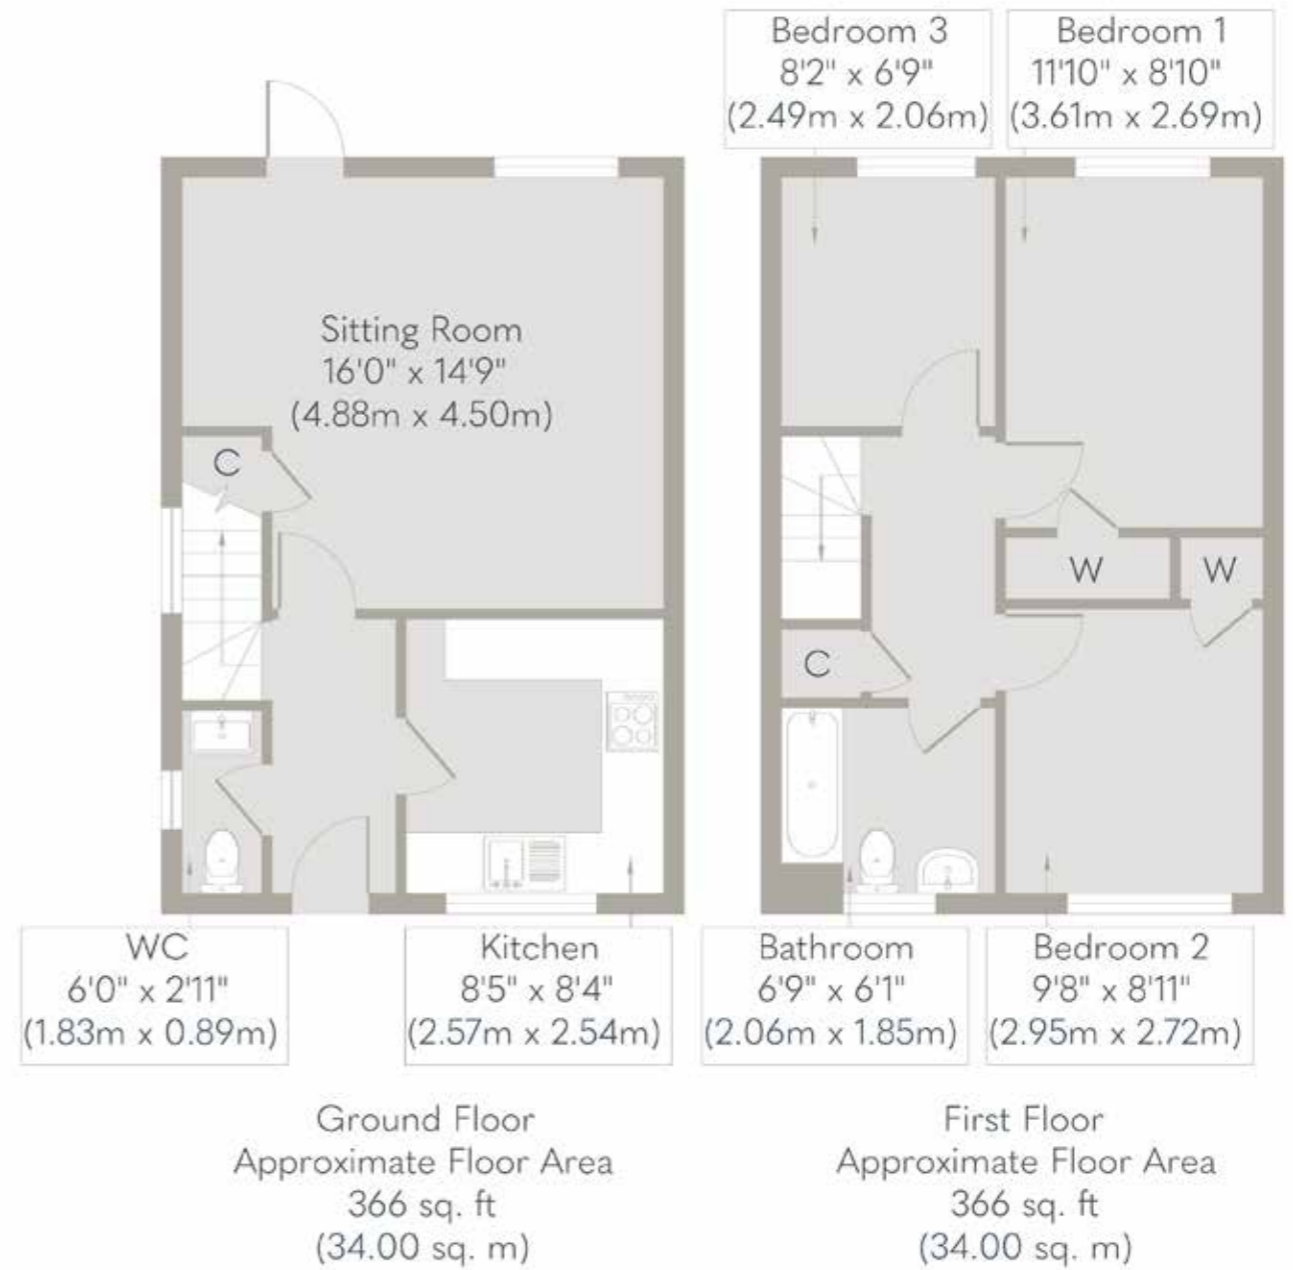 Bedroom 3
8'2" x 6'9"
(2.49m x 2.06m)
Bedroom 1
11'10" x 8'10"
(3.61m x 2.69m)
Sitting Room
16'0" x 14'9"
(4.88m x 4.50m)
C
W
W
C
WC
6'0" x 2'11"
(1.83m x 0.89m)
Kitchen
8'5" x 8'4"
(2.57m x 2.54m)
Bathroom
6'9" x 6'1"
(2.06m x 1.85m)
Bedroom 2
9'8" x 8'11"
(2.95m x 2.72m)
Ground Floor
Approximate Floor Area
366 sq. ft
(34.00 sq. m)
First Floor
Approximate Floor Area
366 sq. ft
(34.00 sq. m)